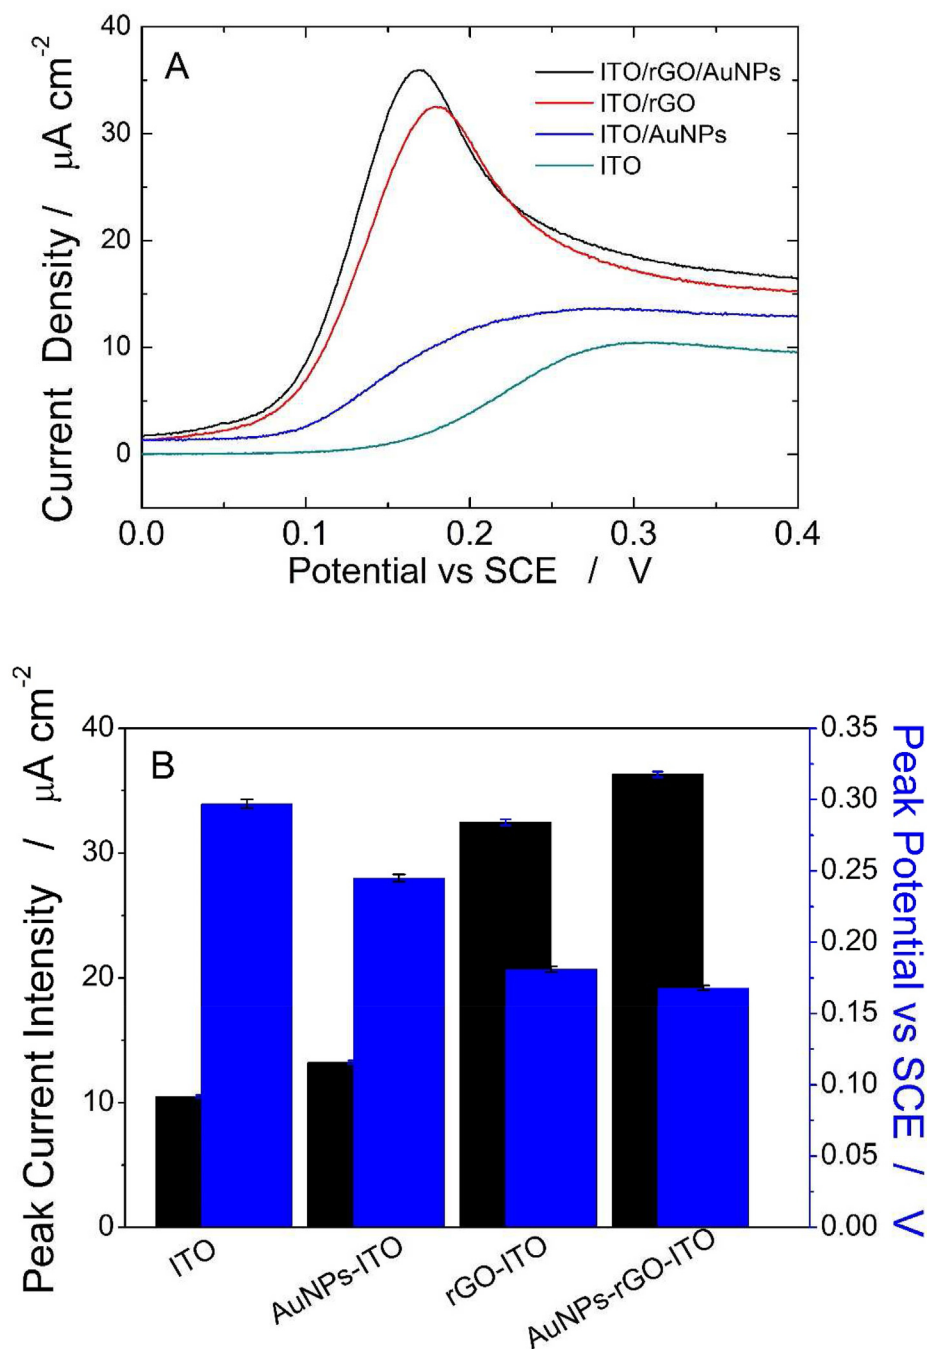 A
ITO/rGO/AuNPs
ITO/rGO
ITO/AuNPs
ITO
Current Density / μA cm-2
40
30
20
10
0
0.0 0.1 0.2 0.3 0.4
Potential vs SCE / V
B
Peak Current Intensity / μA cm-2
40
30
20
10
0
0.35
0.30
0.25
0.20
0.15
0.10
0.05
0.00
Peak Potential vs SCE / V
ITO
AuNPs-ITO
rGO-ITO
AuNPs-rGO-ITO